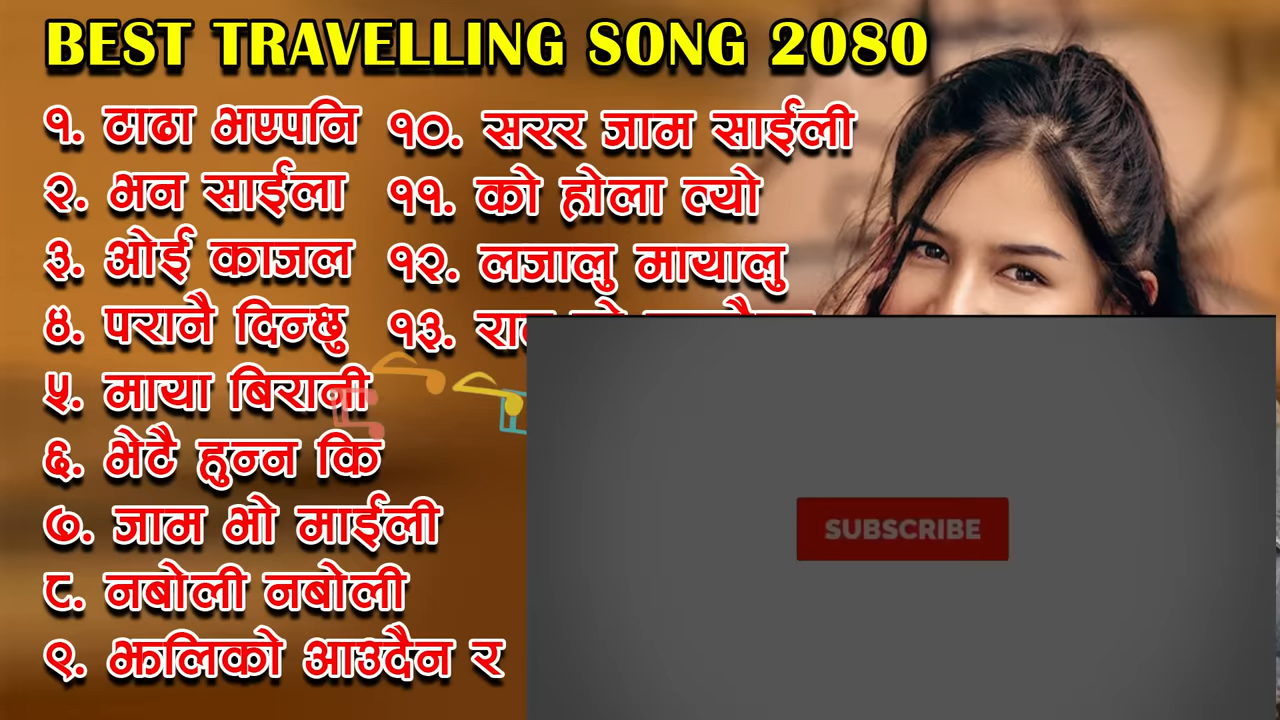 BEST TRAVELLING SONG 2080
१. टाढा भएपनि
२. भन साईला
३. ओई काजल
४. परानै दिन्छु
५. माया बिरानी
६. भेटै हुन्न कि
७. जाम भो माईली
८. नबोली नबोली
९. झलिको आउदैन र
१०. सरर जाम साईली
११. को होला त्यो
१२. लजालु मायालु
१३.
SUBSCRIBE